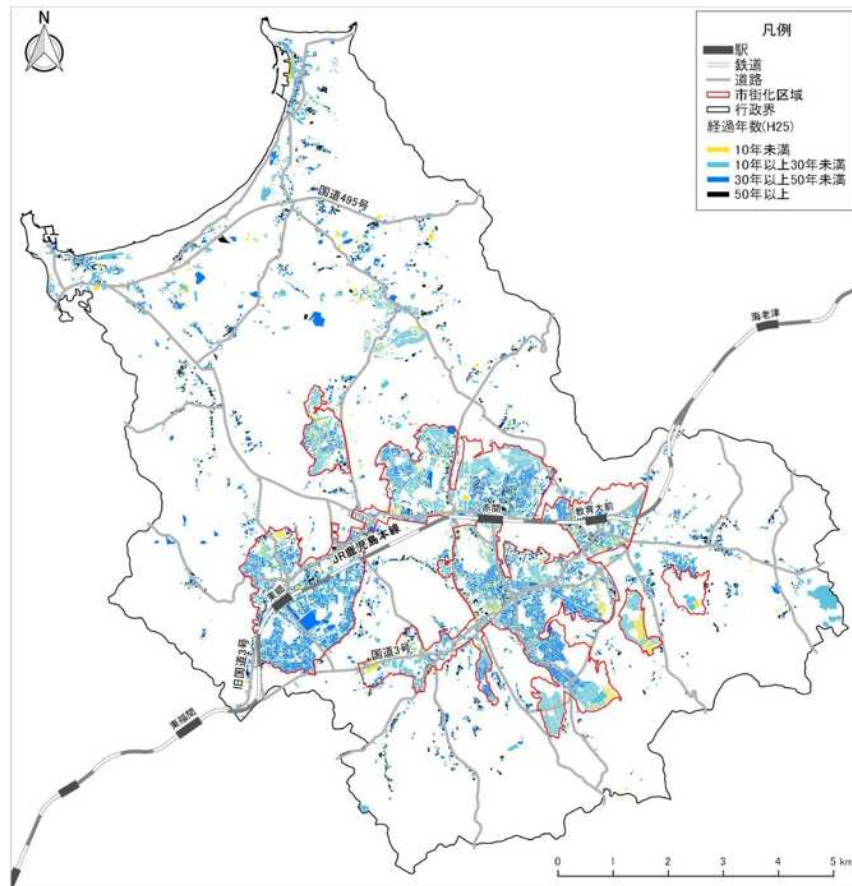 N
凡例
駅
鉄道
道路
市街化区域
行政界
経過年数(H25)
10年未満
10年以上30年未満
30年以上50年未満
50年以上
国道495号
海老津
赤間
教育大前
JR鹿児島本線
東郷
国道3号
旧国道3号
東福間
0 1 2 3 4 5 km